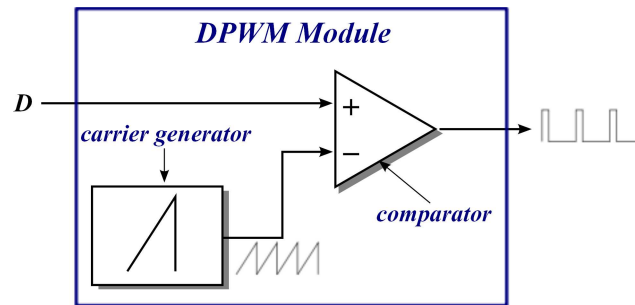 DPWM Module
D
+
carrier generator
−
comparator